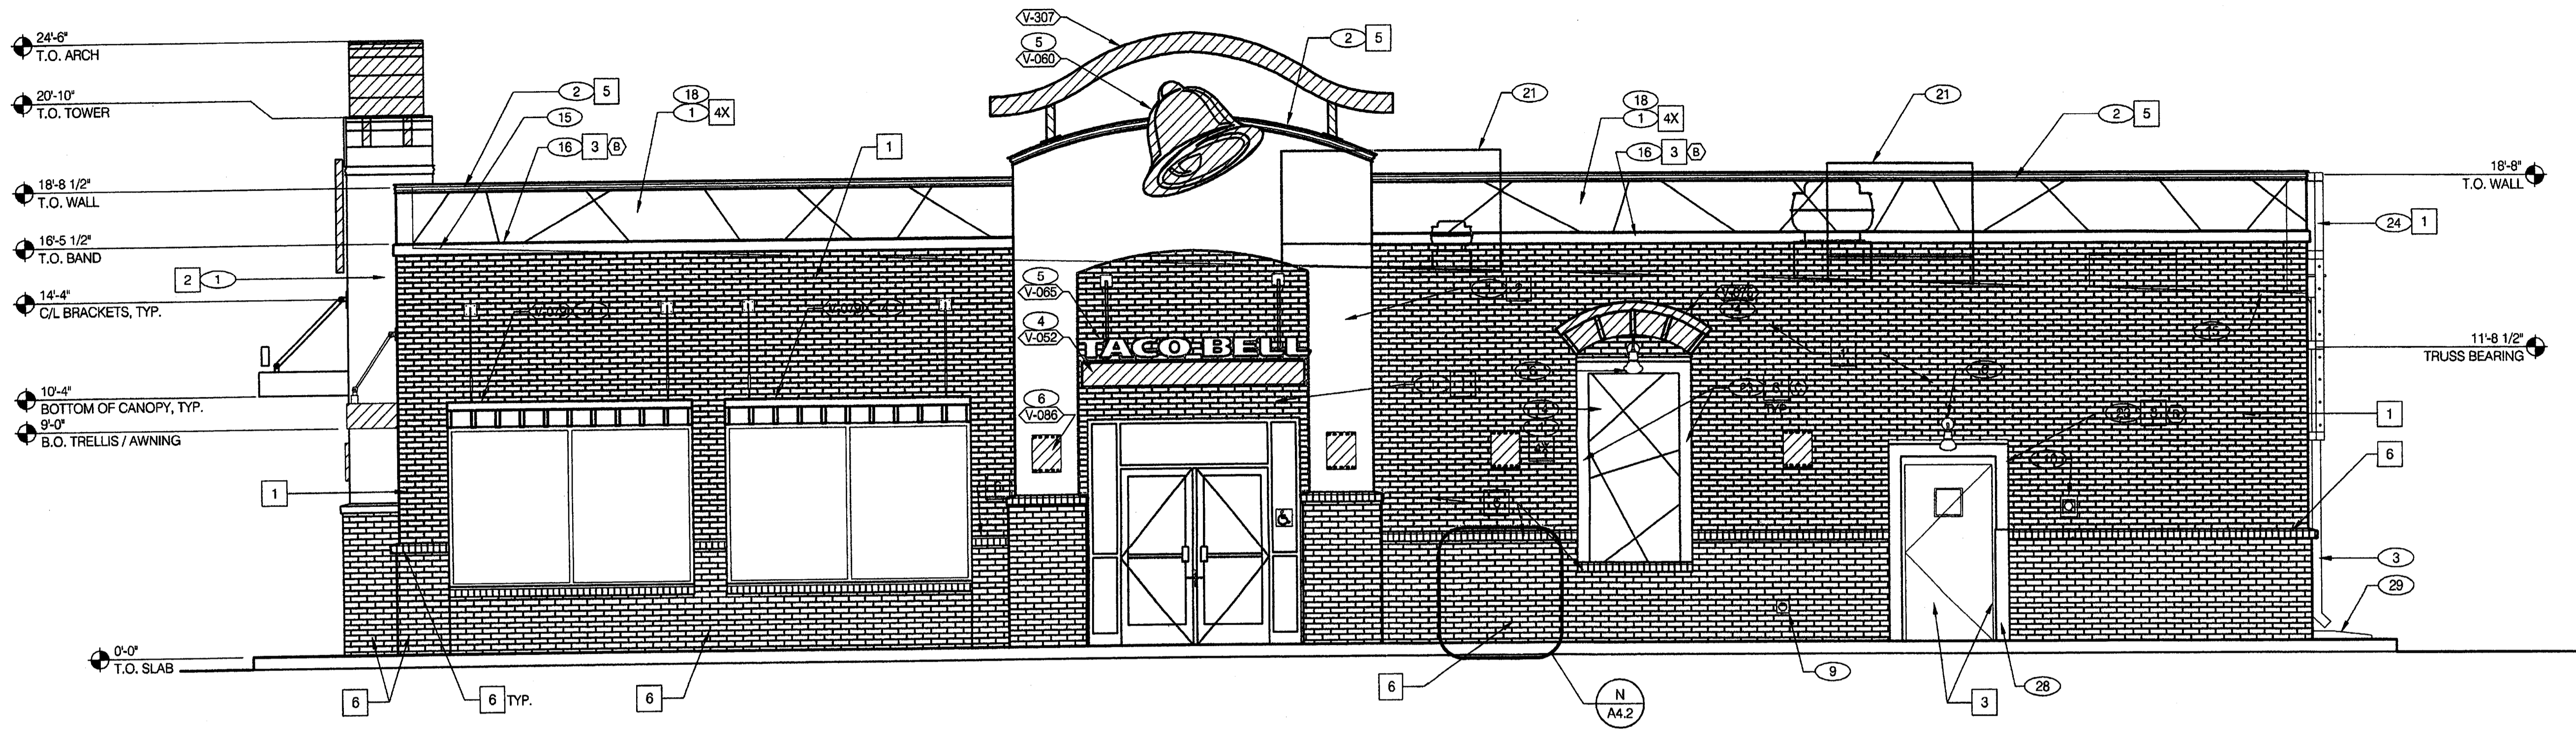 V-307
5
V-060
2 5
24'-6"
T.O. ARCH
20'-10"
T.O. TOWER
2 5
15
16 3 B
18
1 4X
1
21
18
1 4X
16 3 B
21
2 5
18'-8 1/2"
T.O. WALL
18'-8"
T.O. WALL
24 1
16'-5 1/2"
T.O. BAND
2 1
14'-4"
C/L BRACKETS, TYP.
5
V-065
4
V-052
TACO BELL
11'-8 1/2"
TRUSS BEARING
10'-4"
BOTTOM OF CANOPY, TYP.
9'-0"
B.O. TRELLIS / AWNING
6
V-086
TYP.
1
6
1
3
29
0'-0"
T.O. SLAB
6
6 TYP.
6
6
N
A4.2
9
3
28